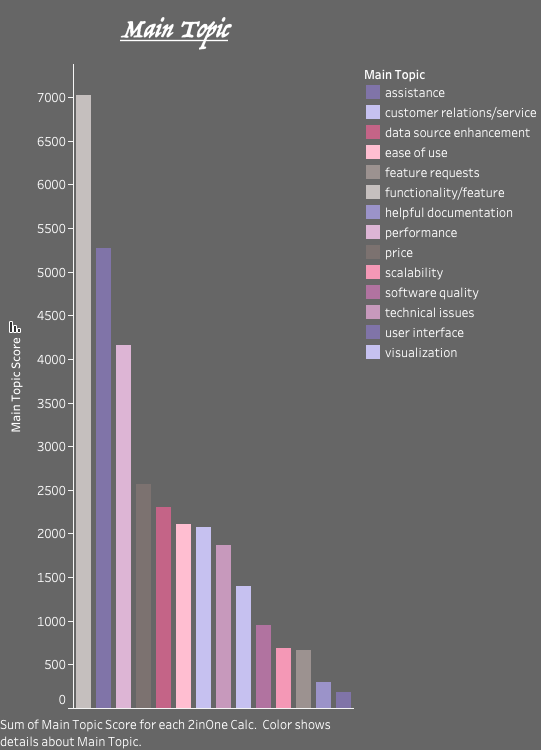 Main Topic
Main Topic
assistance
customer relations/service
data source enhancement
ease of use
feature requests
functionality/feature
helpful documentation
performance
price
scalability
software quality
technical issues
user interface
visualization
7000
6500
6000
5500
5000
4500
4000
3500
3000
2500
2000
1500
1000
500
0
Main Topic Score
Sum of Main Topic Score for each 2inOne Calc.  Color shows
details about Main Topic.